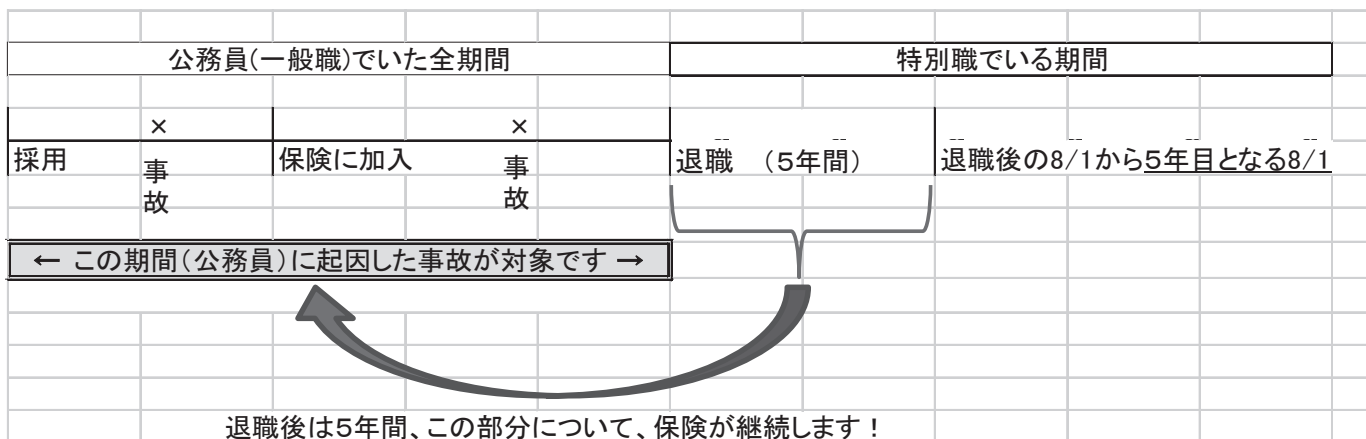 公務員(一般職)でいた全期間 特別職でいる期間
× ×
採用 事故 保険に加入 事故 退職 (5年間) 退職後の8/1から5年目となる8/1
← この期間(公務員)に起因した事故が対象です →
退職後は5年間、この部分について、保険が継続します!